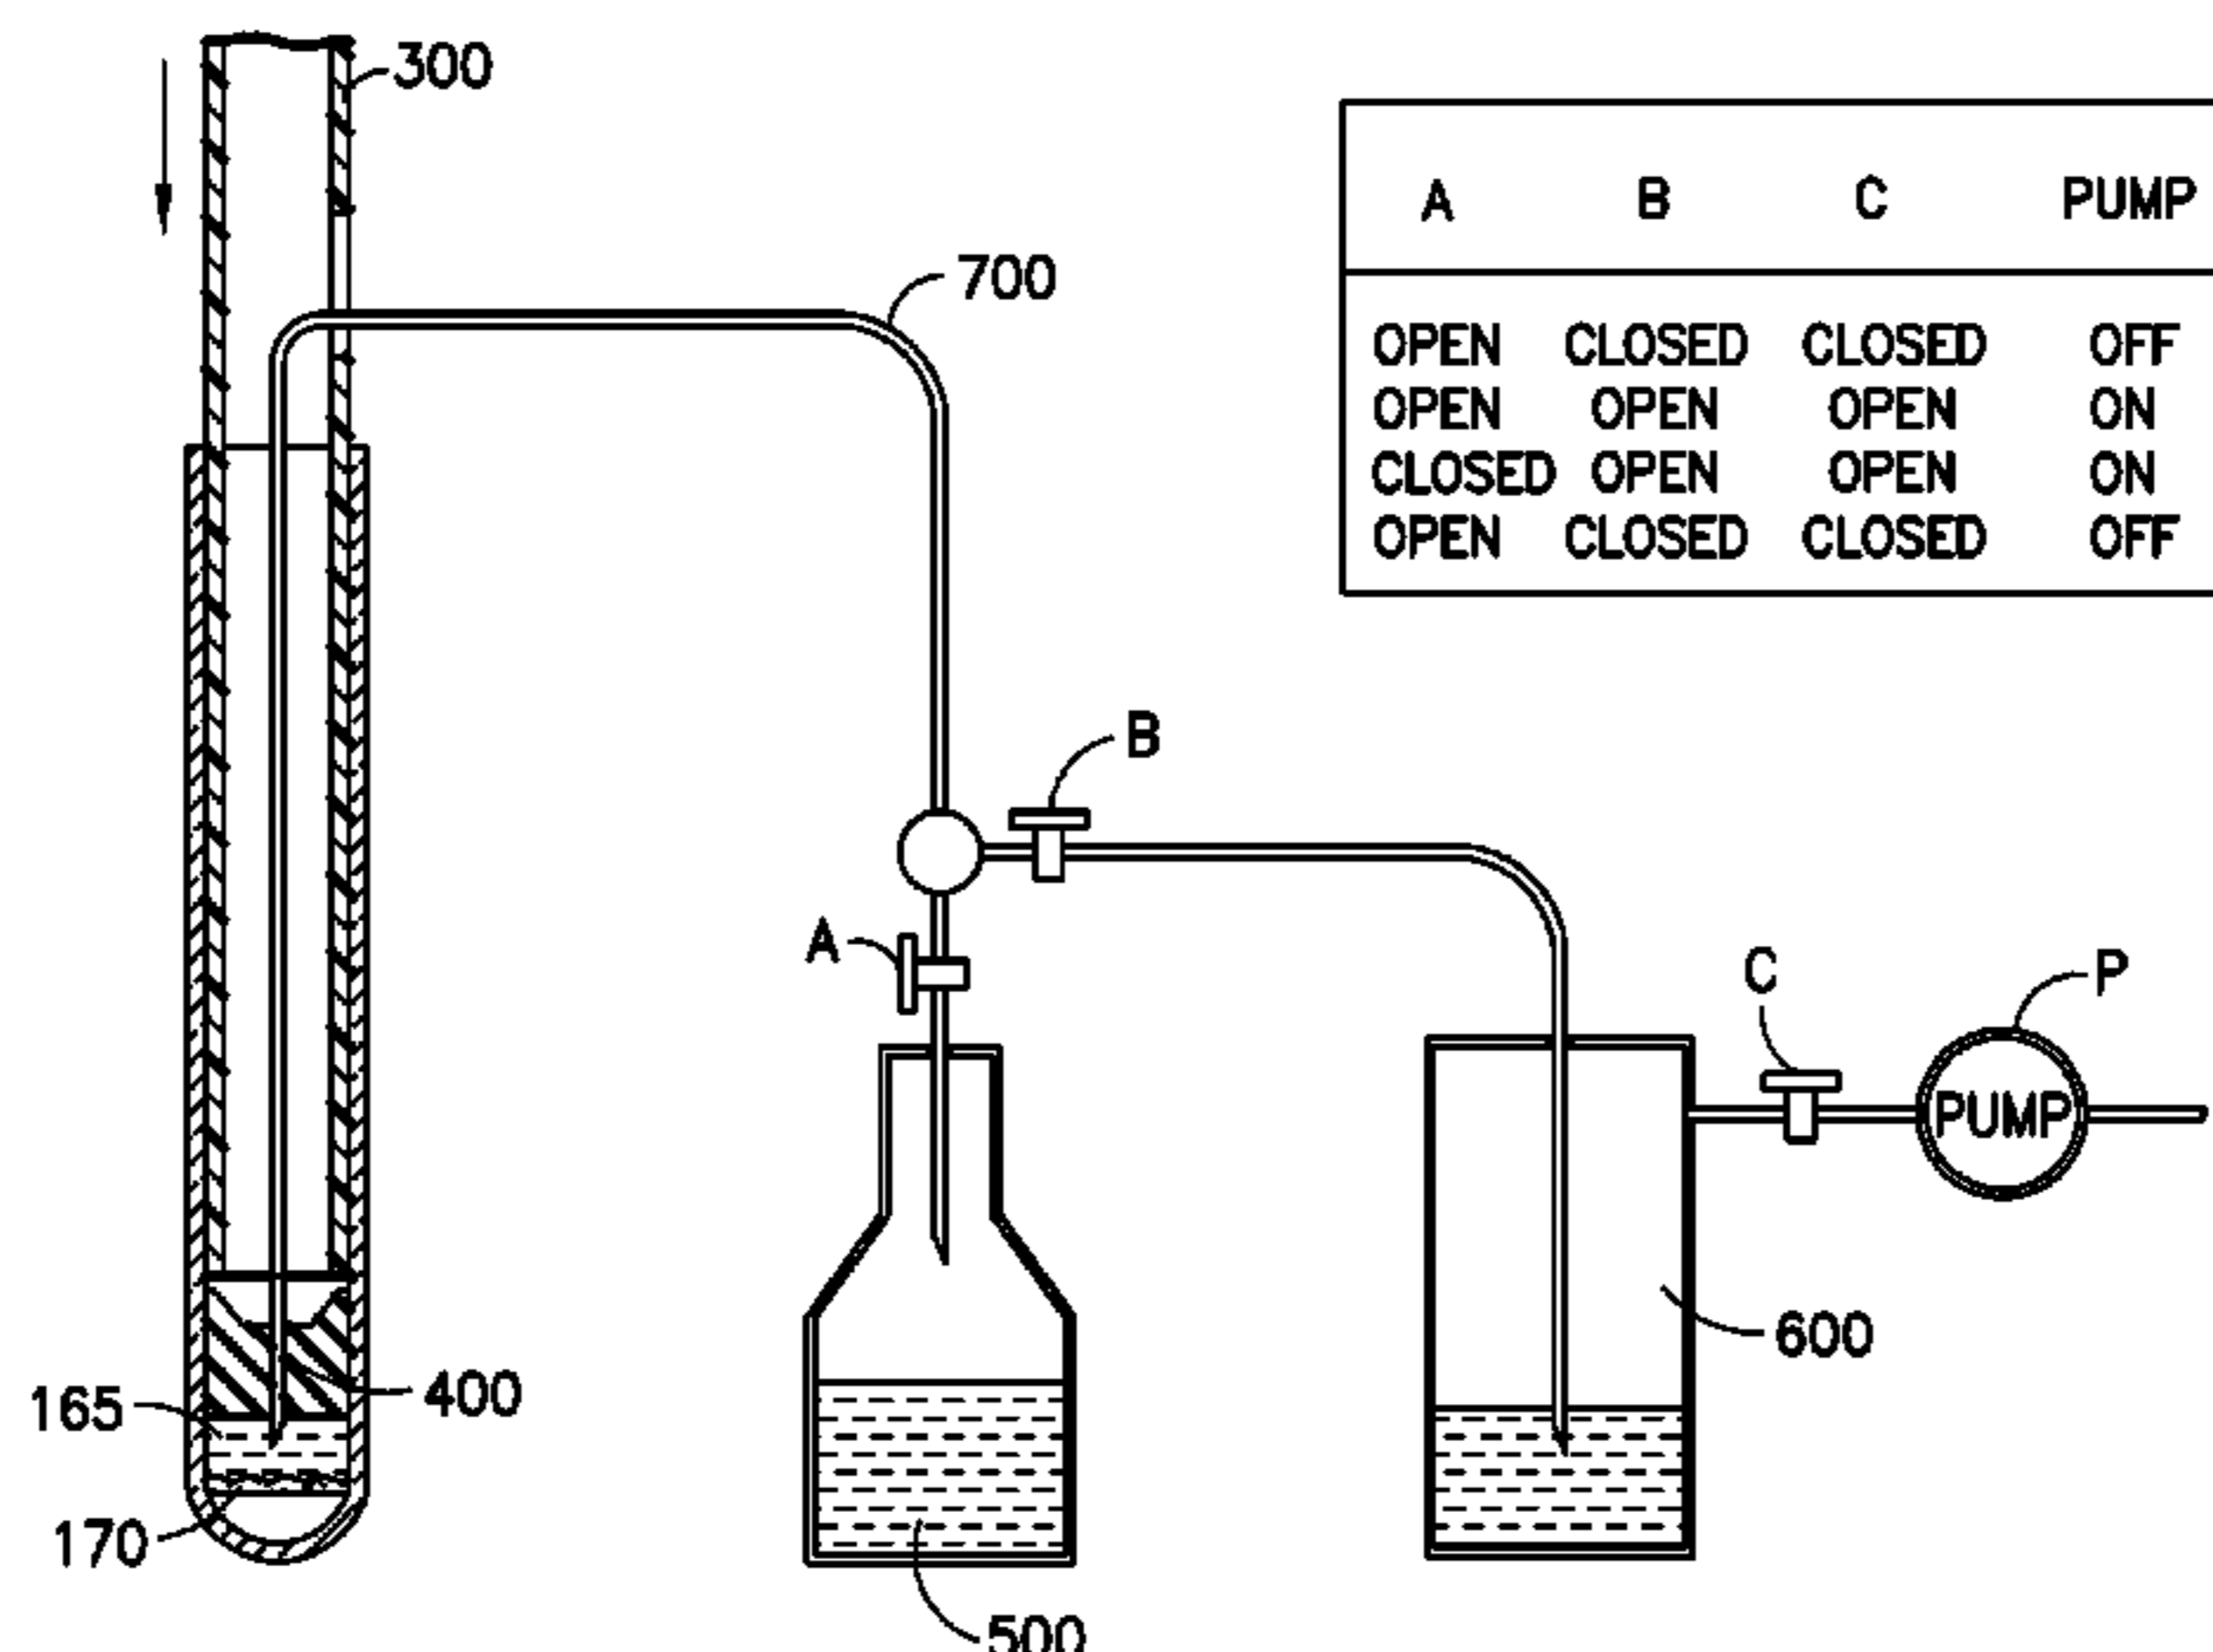 300
A B C PUMP
OPEN CLOSED CLOSED OFF
OPEN OPEN OPEN ON
CLOSED OPEN OPEN ON
OPEN CLOSED CLOSED OFF
700
B
A
C
P
PUMP
600
165
400
170
500